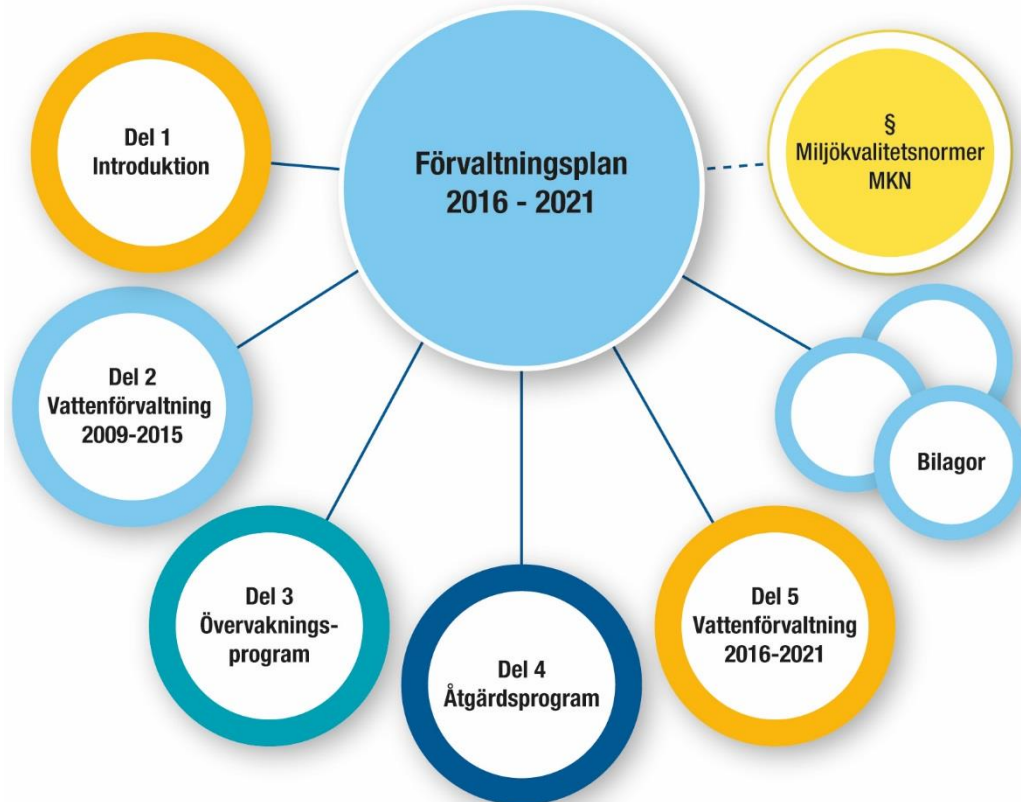 Förvaltningsplan
2016 - 2021
Del 1
Introduktion
Del 2
Vattenförvaltning
2009-2015
Del 3
Övervaknings-
program
Del 4
Åtgärdsprogram
Del 5
Vattenförvaltning
2016-2021
Bilagor
§
Miljökvalitetsnormer
MKN